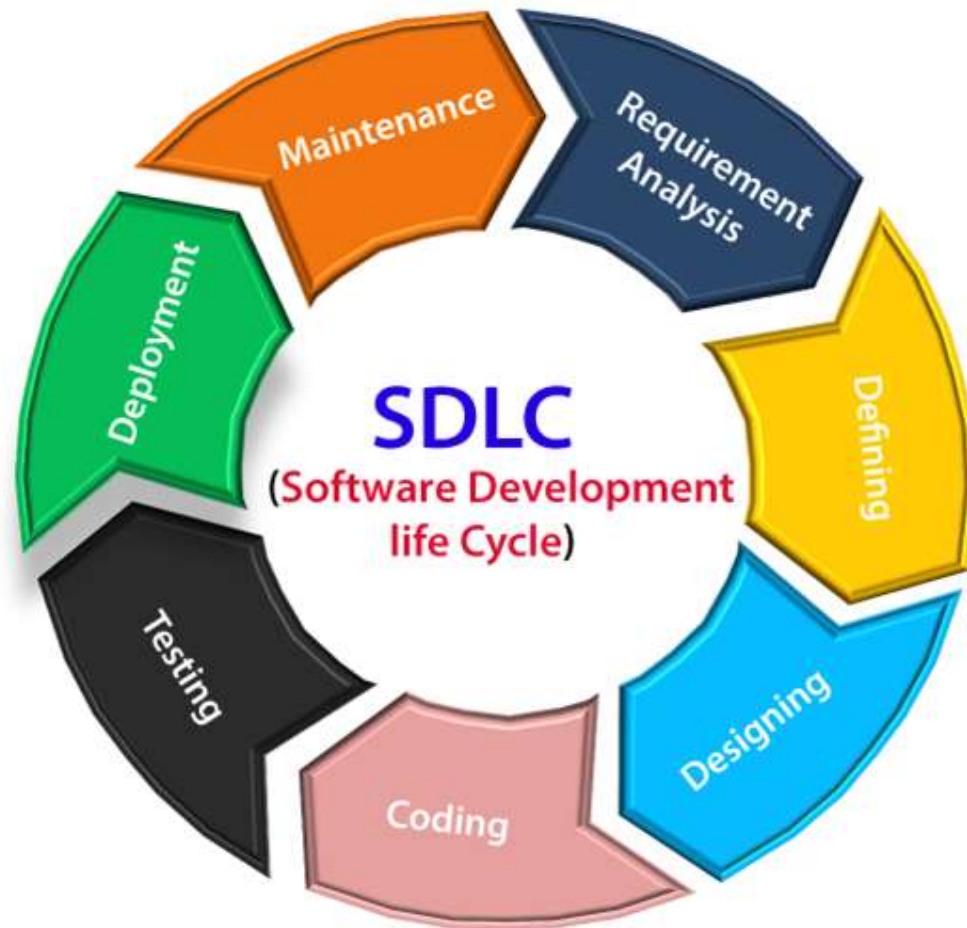 Maintenance
Requirement
Analysis
Defining
Designing
Coding
Testing
Deployment
SDLC
(Software Development
life Cycle)